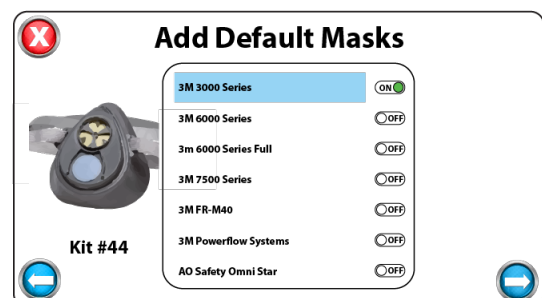 X
Add Default Masks
3M 3000 Series ON
3M 6000 Series OFF
3m 6000 Series Full OFF
3M 7500 Series OFF
3M FR-M40 OFF
3M Powerflow Systems OFF
AO Safety Omni Star OFF
Kit #44